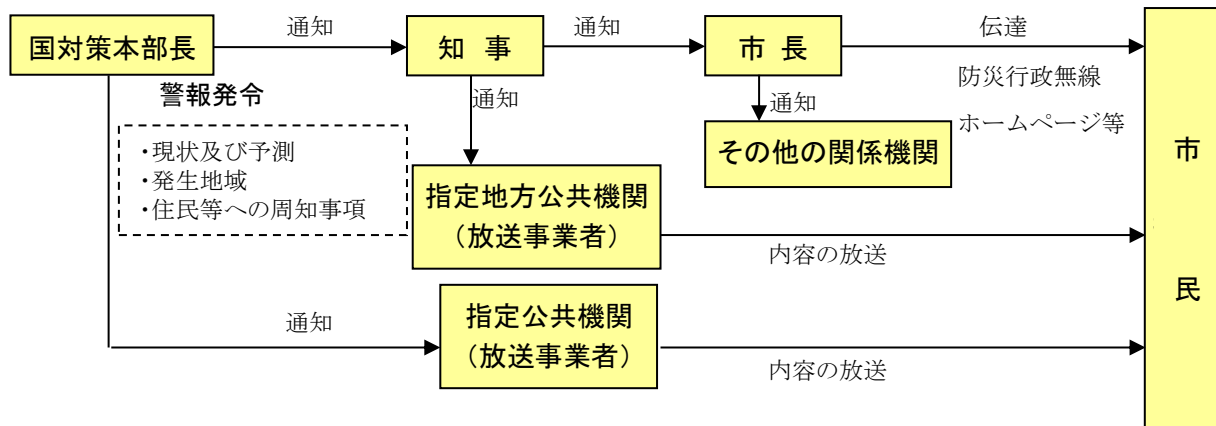 通知
通知
伝達
国対策本部長
知 事
市 長
防災行政無線
ホームページ等
警報発令
通知
通知
・現状及び予測
・発生地域
・住民等への周知事項
その他の関係機関
指定地方公共機関
（放送事業者）
内容の放送
通知
指定公共機関
（放送事業者）
内容の放送
市
民